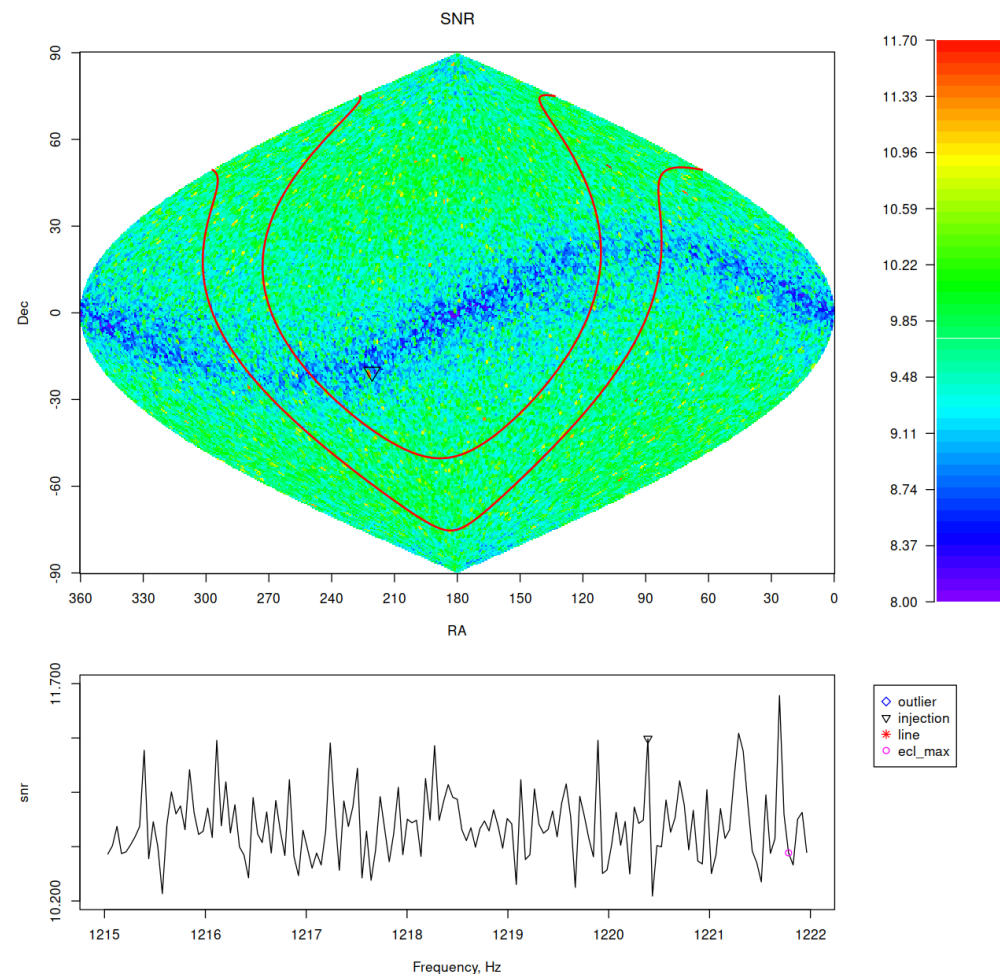 SNR
90
60
30
0
-30
-60
-90
Dec
360 330 300 270 240 210 180 150 120 90 60 30 0
RA
11.70
11.33
10.96
10.59
10.22
9.85
9.48
9.11
8.74
8.37
8.00
11.700
10.200
snr
1215 1216 1217 1218 1219 1220 1221 1222
Frequency, Hz
outlier
injection
line
ecl_max